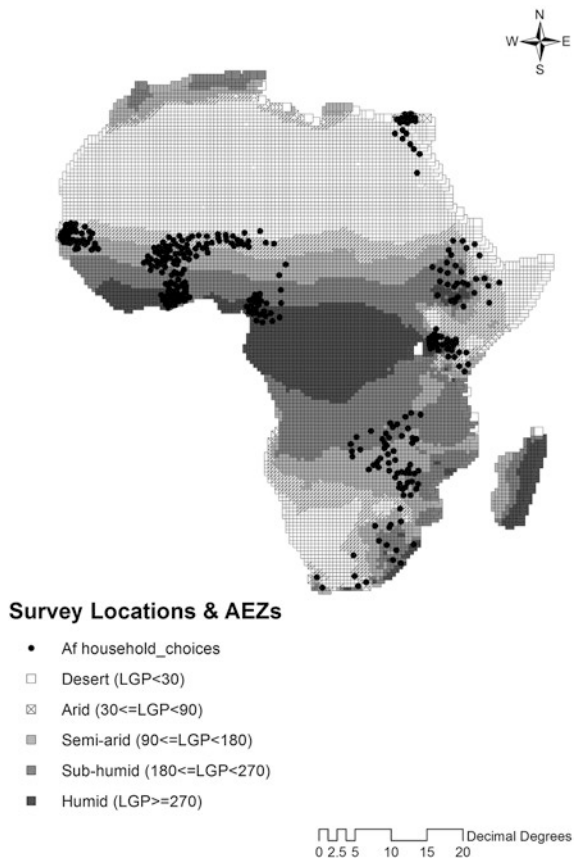 N
W E
S
Survey Locations & AEZs
Af household_choices
Desert (LGP<30)
Arid (30<=LGP<90)
Semi-arid (90<=LGP<180)
Sub-humid (180<=LGP<270)
Humid (LGP>=270)
Decimal Degrees
0 2.5 5 10 15 20